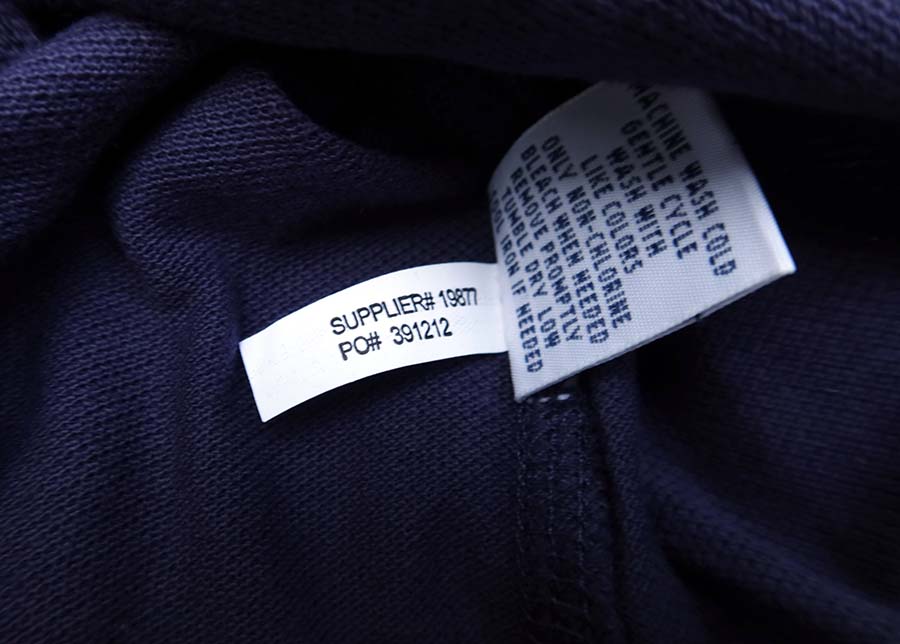 SUPPLIER# 19877
PO# 391212
MACHINE WASH COLD
GENTLE CYCLE
WASH WITH
LIKE COLORS
ONLY NON-CHLORINE
BLEACH WHEN NEEDED
REMOVE PROMPTLY
TUMBLE DRY LOW
IRON IF NEEDED